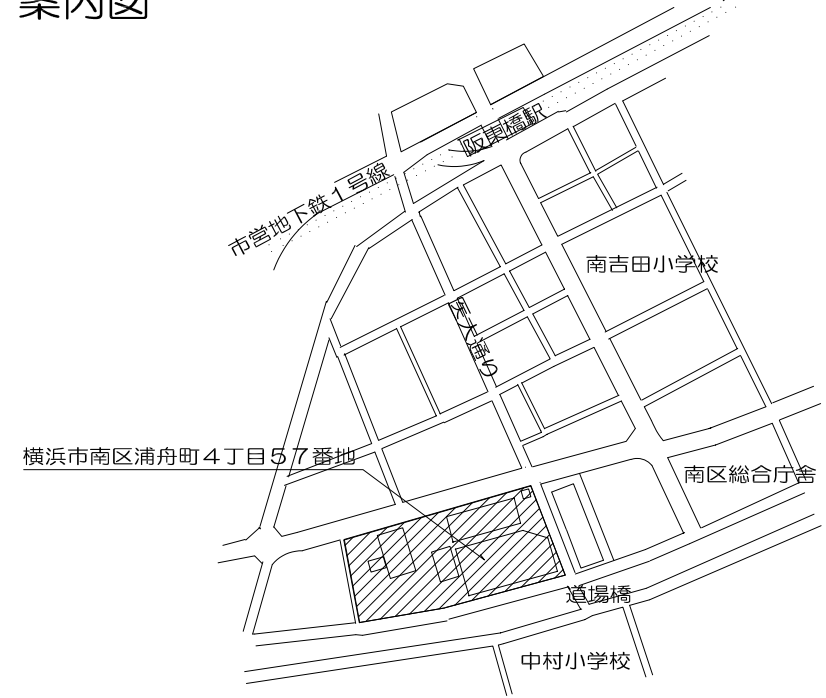 案内図
阪東橋駅
市営地下鉄１号線
南吉田小学校
医大通り
横浜市南区浦舟町４丁目５７番地
南区総合庁舎
道場橋
中村小学校